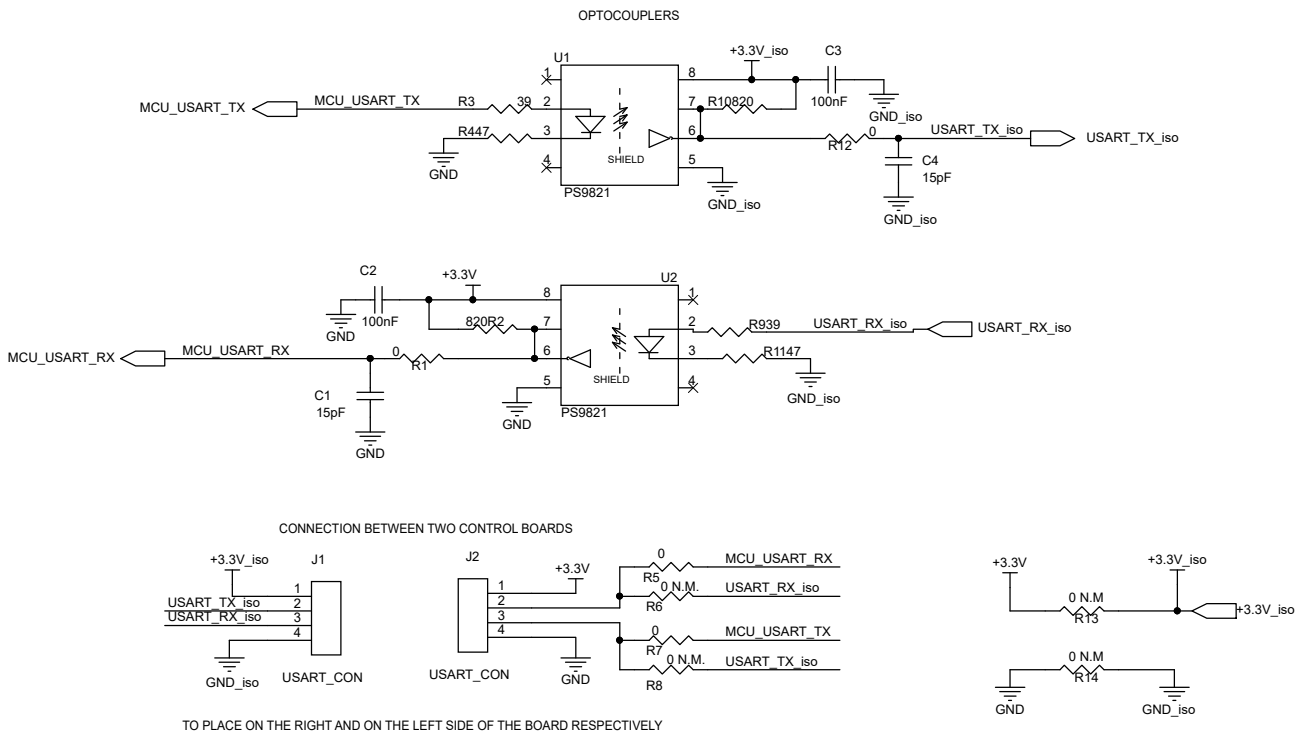 OPTOCOUPLERS
U1
+3.3V_iso
C3
1
8
100nF
GND_iso
MCU_USART_TX
MCU_USART_TX
R3
39
2
7
R10820
R447
3
6
0
R12
USART_TX_iso
USART_TX_iso
GND
SHIELD
4
5
C4
15pF
PS9821
GND_iso
GND_iso
C2
+3.3V
U2
8
1
100nF
GND
820R2
7
2
R939
USART_RX_iso
USART_RX_iso
MCU_USART_RX
MCU_USART_RX
0
R1
6
3
R1147
SHIELD
5
4
C1
15pF
GND_iso
PS9821
GND
GND
CONNECTION BETWEEN TWO CONTROL BOARDS
+3.3V_iso
J1
1
USART_TX_iso
2
USART_RX_iso
3
4
GND_iso
USART_CON
J2
+3.3V
1
2
3
4
USART_CON
GND
0
R5
MCU_USART_RX
0 N.M.
R6
USART_RX_iso
0
R7
MCU_USART_TX
0 N.M.
R8
USART_TX_iso
+3.3V
+3.3V_iso
0 N.M
R13
+3.3V_iso
0 N.M
R14
GND
GND_iso
TO PLACE ON THE RIGHT AND ON THE LEFT SIDE OF THE BOARD RESPECTIVELY